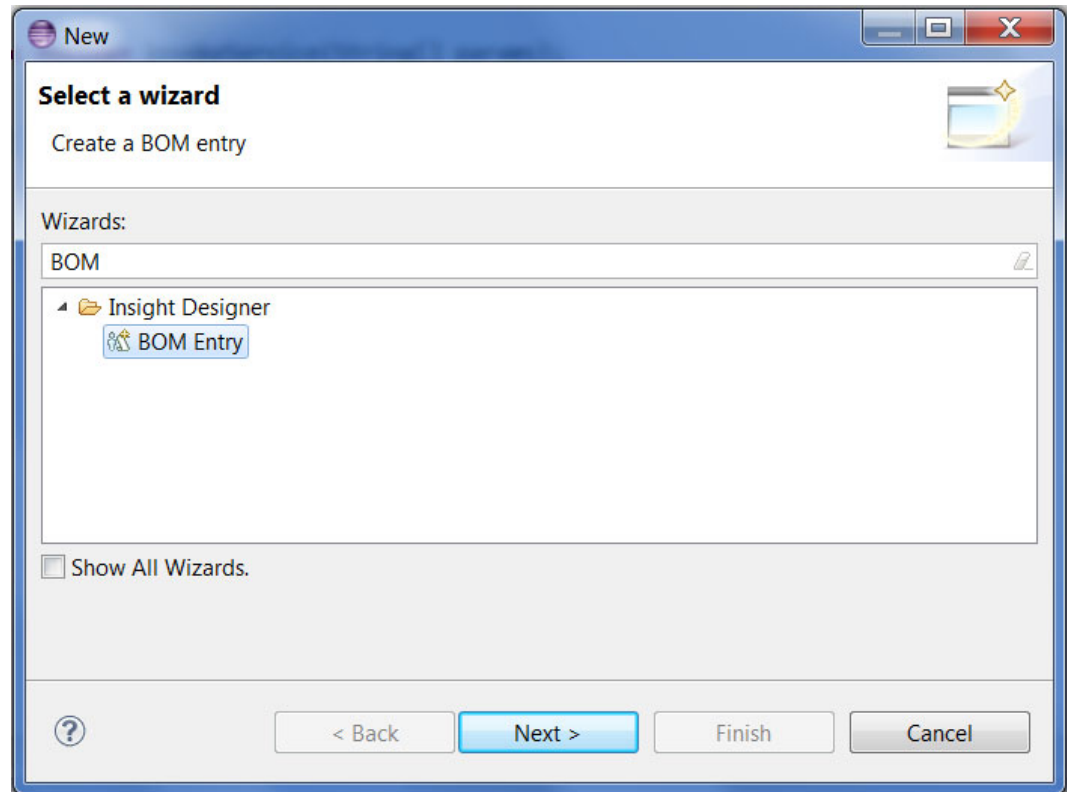 New
Select a wizard
Create a BOM entry
Wizards:
BOM
Insight Designer
BOM Entry
Show All Wizards.
? < Back Next > Finish Cancel